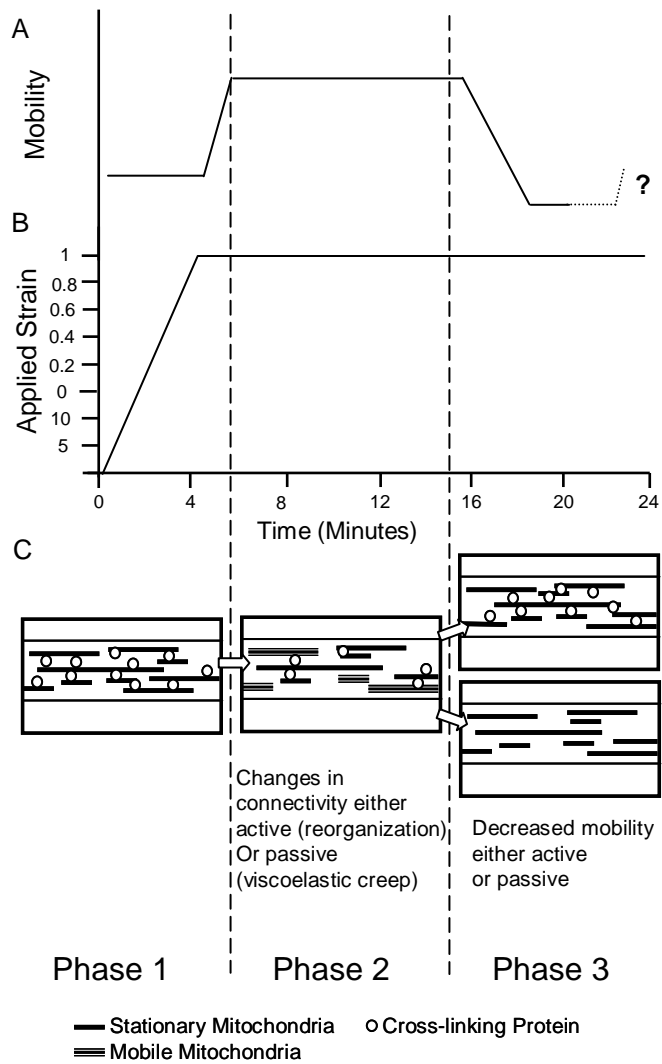 A
Mobility
?
B
Applied Strain
1
0.8
0.6
0.4
0.2
0
10
5
0
4
8
12
16
20
24
Time (Minutes)
C
Changes in
connectivity either
active (reorganization)
Or passive
(viscoelastic creep)
Decreased mobility
either active
or passive
Phase 1
Phase 2
Phase 3
Stationary Mitochondria
Cross-linking Protein
Mobile Mitochondria